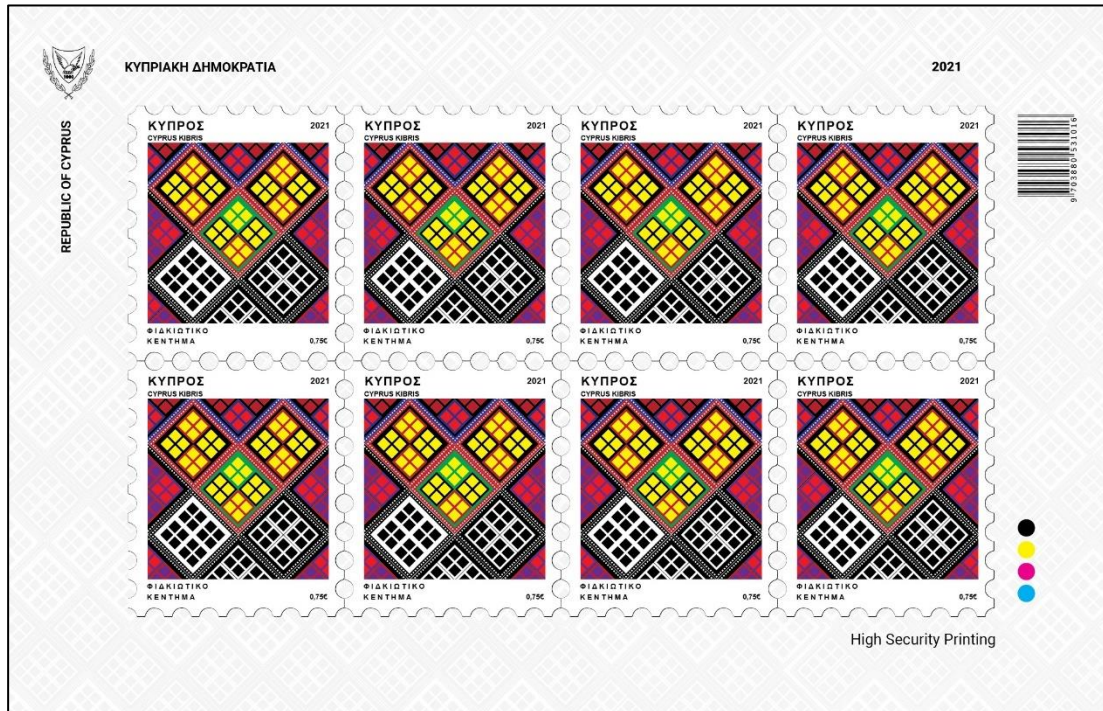 ΚΥΠΡΙΑΚΗ ΔΗΜΟΚΡΑΤΙΑ
2021
REPUBLIC OF CYPRUS
ΚΥΠΡΟΣ 2021
CYPRUS KIBRIS
ΦΙΔΚΙΩΤΙΚΟ
ΚΕΝΤΗΜΑ 0,75€
ΚΥΠΡΟΣ 2021
CYPRUS KIBRIS
ΦΙΔΚΙΩΤΙΚΟ
ΚΕΝΤΗΜΑ 0,75€
ΚΥΠΡΟΣ 2021
CYPRUS KIBRIS
ΦΙΔΚΙΩΤΙΚΟ
ΚΕΝΤΗΜΑ 0,75€
ΚΥΠΡΟΣ 2021
CYPRUS KIBRIS
ΦΙΔΚΙΩΤΙΚΟ
ΚΕΝΤΗΜΑ 0,75€
9 703880 531016
ΚΥΠΡΟΣ 2021
CYPRUS KIBRIS
ΦΙΔΚΙΩΤΙΚΟ
ΚΕΝΤΗΜΑ 0,75€
ΚΥΠΡΟΣ 2021
CYPRUS KIBRIS
ΦΙΔΚΙΩΤΙΚΟ
ΚΕΝΤΗΜΑ 0,75€
ΚΥΠΡΟΣ 2021
CYPRUS KIBRIS
ΦΙΔΚΙΩΤΙΚΟ
ΚΕΝΤΗΜΑ 0,75€
ΚΥΠΡΟΣ 2021
CYPRUS KIBRIS
ΦΙΔΚΙΩΤΙΚΟ
ΚΕΝΤΗΜΑ 0,75€
High Security Printing